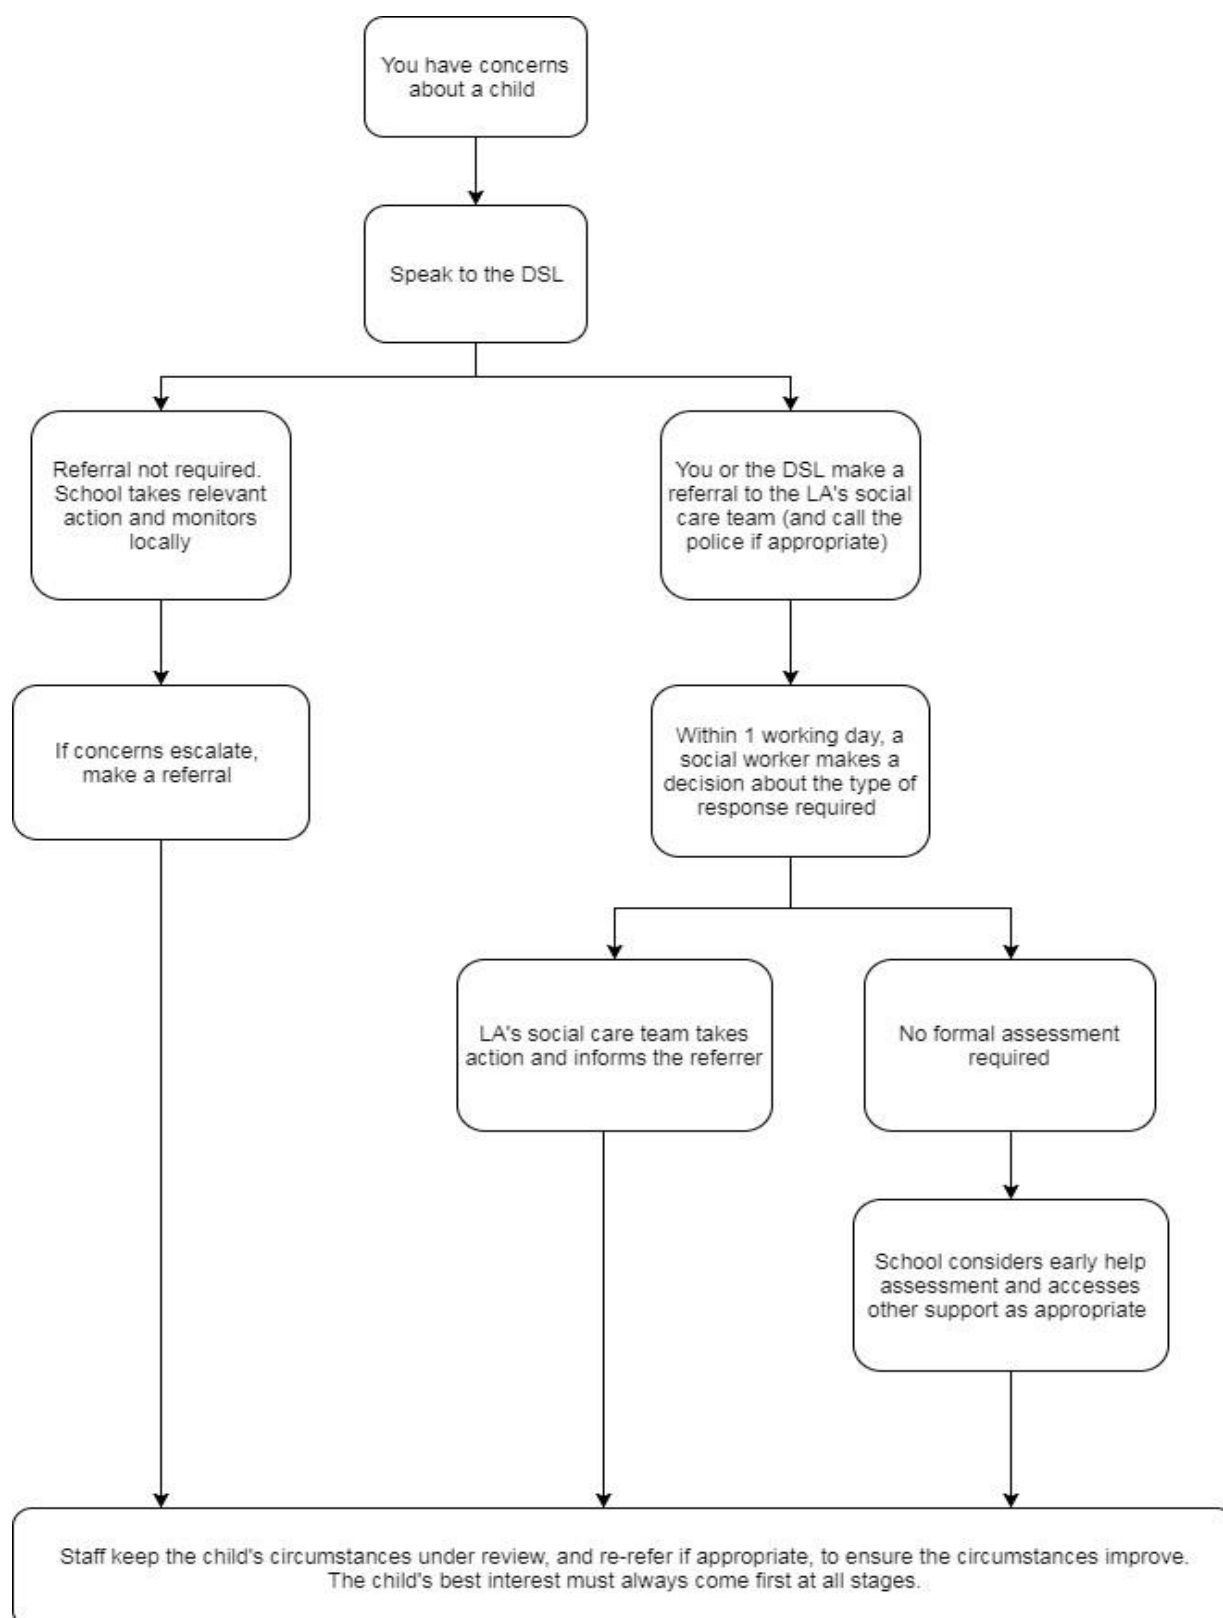 You have concerns
about a child
Speak to the DSL
Referral not required.
School takes relevant
action and monitors
locally
You or the DSL make a
referral to the LA's social
care team (and call the
police if appropriate)
If concerns escalate,
make a referral
Within 1 working day, a
social worker makes a
decision about the type of
response required
LA's social care team takes
action and informs the referrer
No formal assessment
required
School considers early help
assessment and accesses
other support as appropriate
Staff keep the child's circumstances under review, and re-refer if appropriate, to ensure the circumstances improve.
The child's best interest must always come first at all stages.